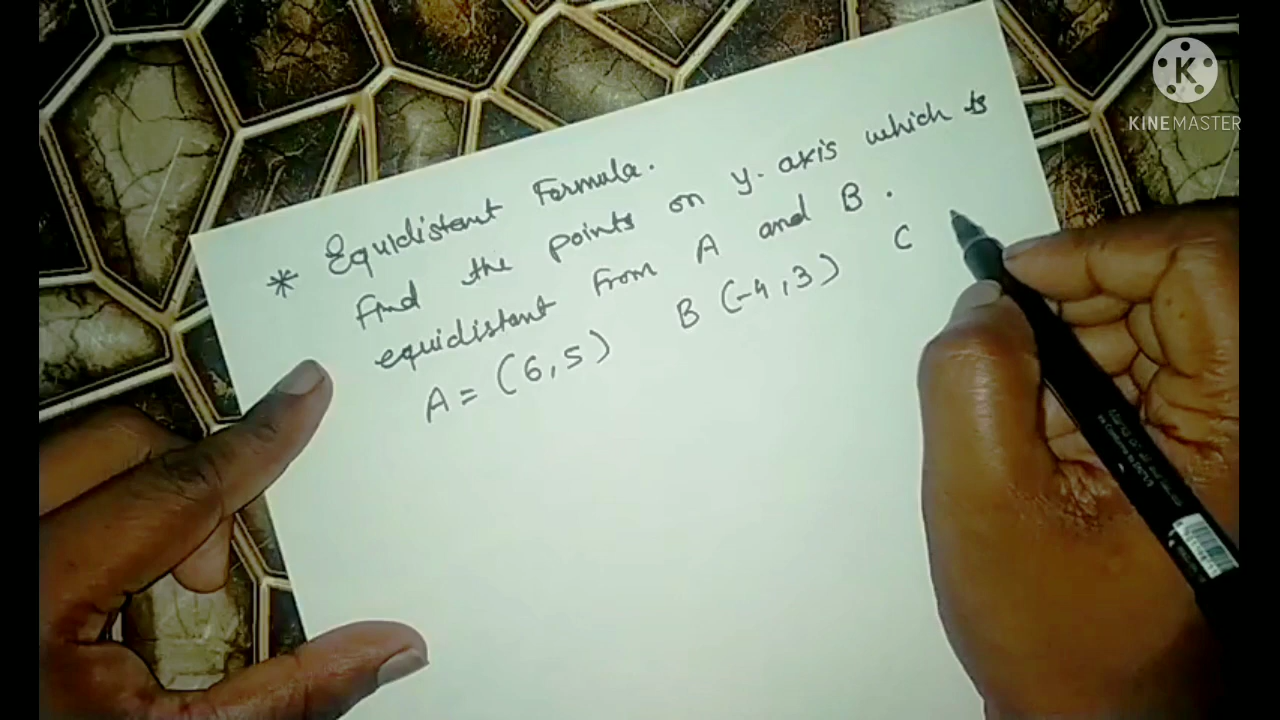 * Equidistant Formula.
Find the points on y-axis which is
equidistant from A and B.
A = (6,5) B (-4,3) C
K
KINEMASTER